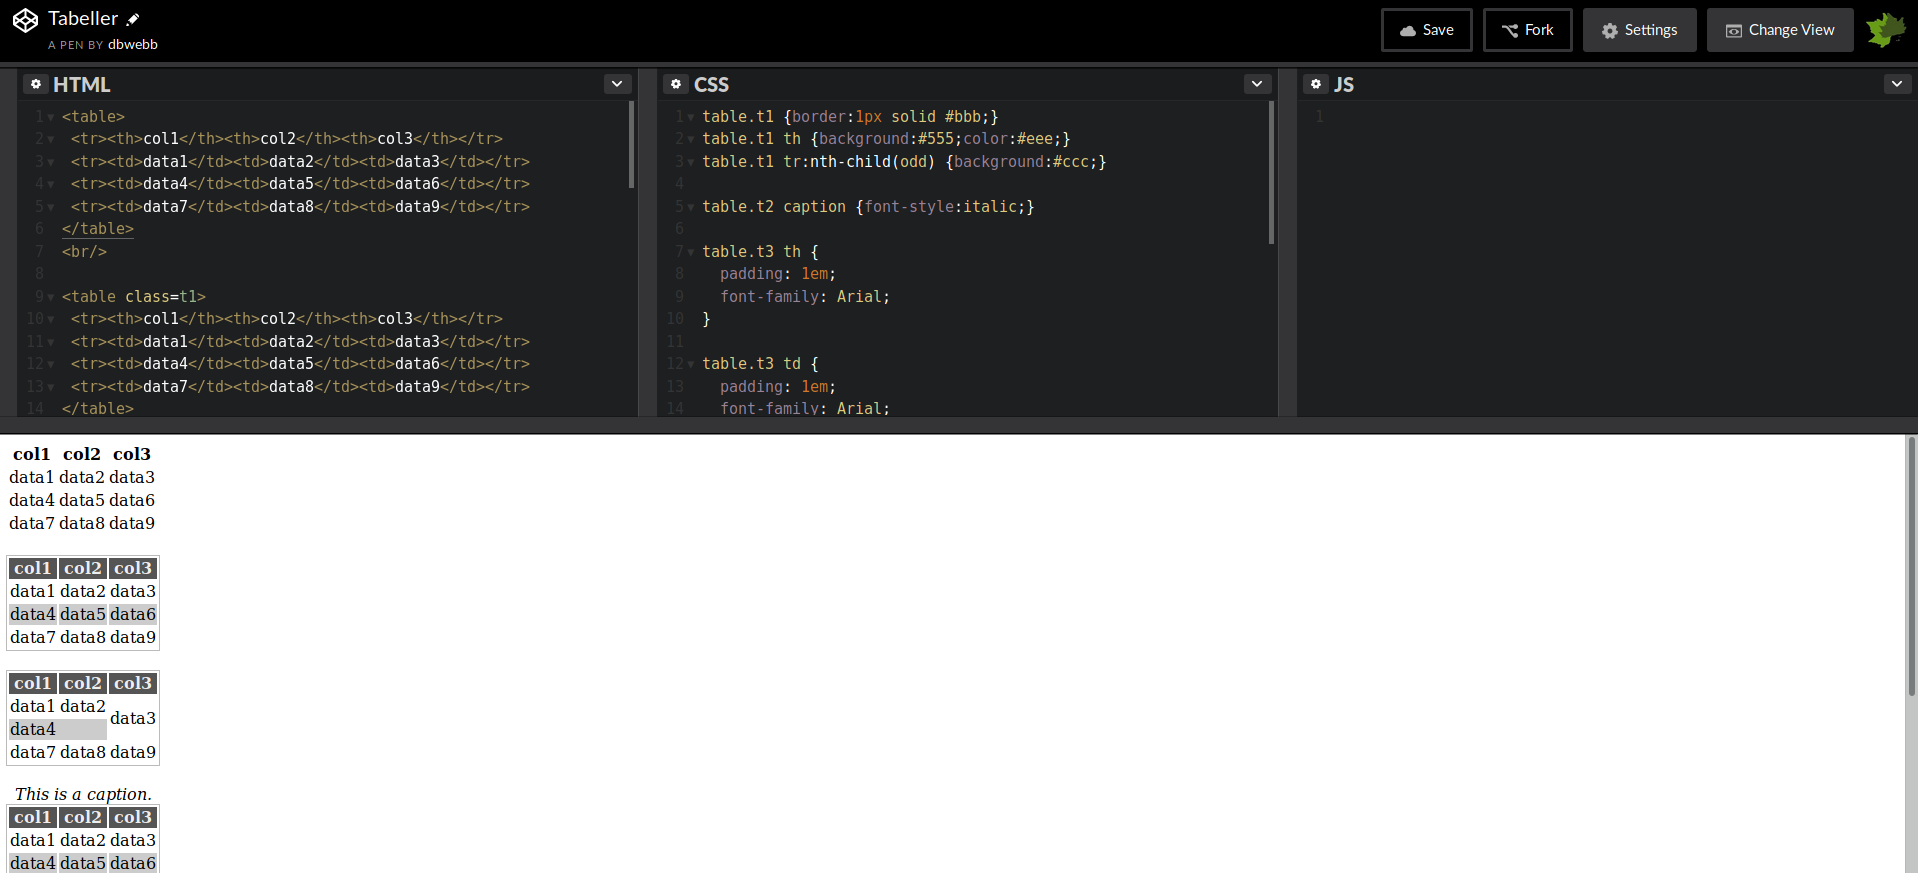 Tabeller
A PEN BY dbwebb
Save Fork Settings Change View
HTML
1 <table>
2 <tr><th>col1</th><th>col2</th><th>col3</th></tr>
3 <tr><td>data1</td><td>data2</td><td>data3</td></tr>
4 <tr><td>data4</td><td>data5</td><td>data6</td></tr>
5 <tr><td>data7</td><td>data8</td><td>data9</td></tr>
6 </table>
7 <br/>
8
9 <table class=t1>
10 <tr><th>col1</th><th>col2</th><th>col3</th></tr>
11 <tr><td>data1</td><td>data2</td><td>data3</td></tr>
12 <tr><td>data4</td><td>data5</td><td>data6</td></tr>
13 <tr><td>data7</td><td>data8</td><td>data9</td></tr>
14 </table>
CSS
1 table.t1 {border:1px solid #bbb;}
2 table.t1 th {background:#555;color:#eee;}
3 table.t1 tr:nth-child(odd) {background:#ccc;}
4
5 table.t2 caption {font-style:italic;}
6
7 table.t3 th {
8 padding: 1em;
9 font-family: Arial;
10 }
11
12 table.t3 td {
13 padding: 1em;
14 font-family: Arial;
JS
1
col1 col2 col3
data1 data2 data3
data4 data5 data6
data7 data8 data9
col1 col2 col3
data1 data2 data3
data4 data5 data6
data7 data8 data9
col1 col2 col3
data1 data2 data3
data4
data7 data8 data9
This is a caption.
col1 col2 col3
data1 data2 data3
data4 data5 data6